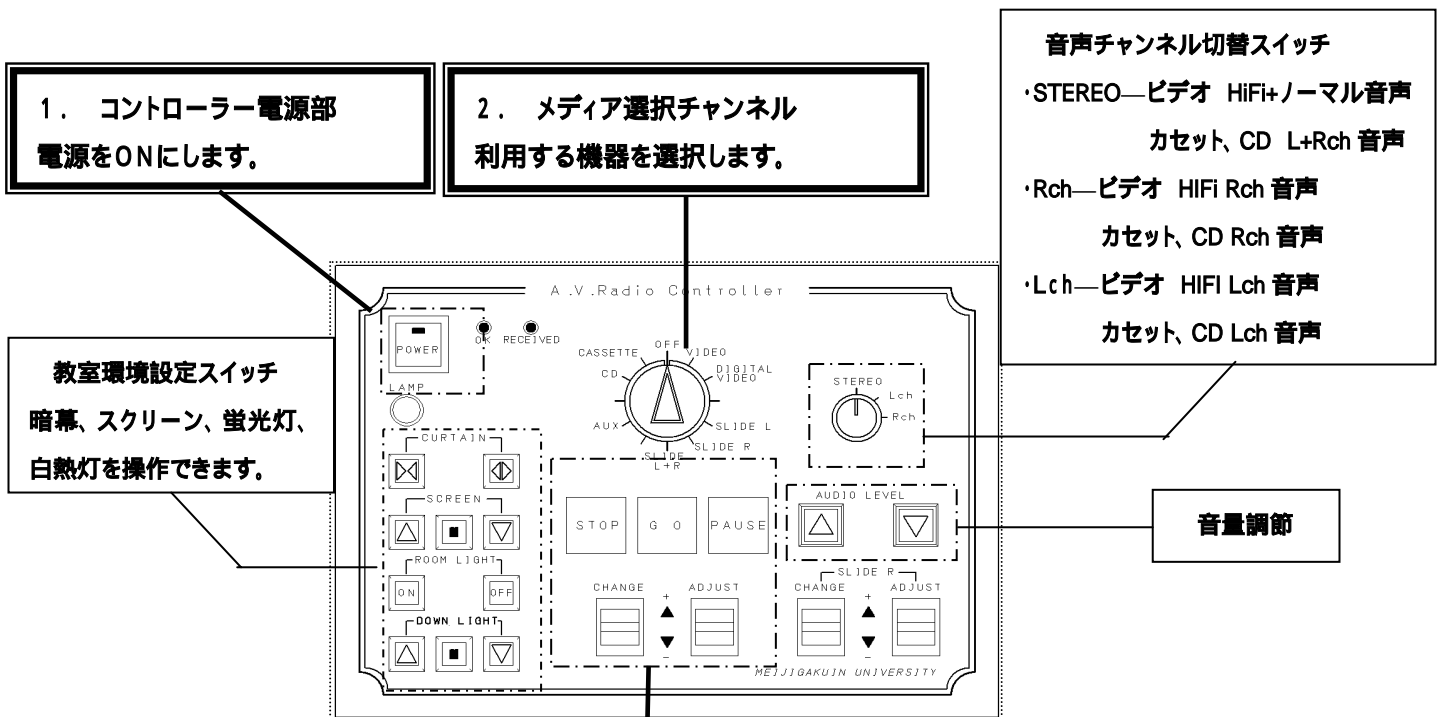 音声チャンネル切替スイッチ
・STEREO―ビデオ HiFi+ノーマル音声
カセット、CD L+Rch 音声
・Rch―ビデオ HIFi Rch 音声
カセット、CD Rch 音声
・Lch―ビデオ HIFI Lch 音声
カセット、CD Lch 音声
1. コントローラー電源部
電源をONにします。
2. メディア選択チャンネル
利用する機器を選択します。
教室環境設定スイッチ
暗幕、スクリーン、蛍光灯、
白熱灯を操作できます。
A.V.Radio Controller
POWER
OK RECEIVED
LAMP
OFF
CASSETTE
VIDEO
CD
DIGITAL
VIDEO
AUX
SLIDE L
SLIDE R
SLIDE
L+R
STEREO
Lch
Rch
CURTAIN
SCREEN
ROOM LIGHT
ON
OFF
DOWN LIGHT
STOP
GO
PAUSE
AUDIO LEVEL
音量調節
CHANGE
+
-
ADJUST
SLIDE R
CHANGE
+
-
ADJUST
MEIJIGAKUIN UNIVERSITY